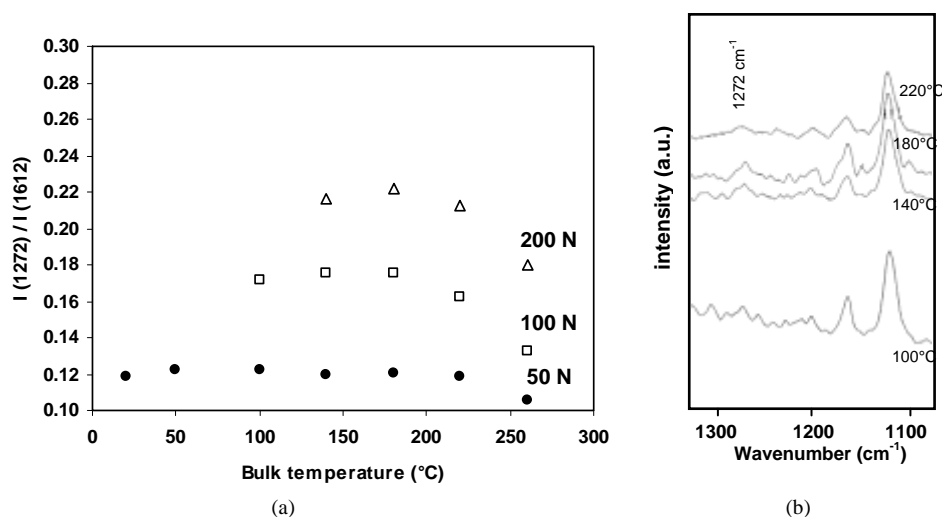 0.30
0.28
0.26
0.24
0.22
0.20
0.18
0.16
0.14
0.12
0.10
I (1272) / I (1612)
200 N
100 N
50 N
0 50 100 150 200 250 300
Bulk temperature (°C)
(a)
1272 cm-1
220°C
180°C
140°C
100°C
intensity (a.u.)
1300 1200 1100
Wavenumber (cm-1)
(b)